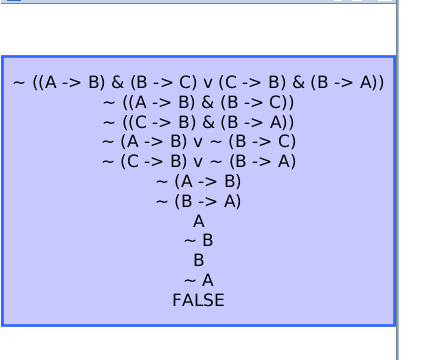 ~ ((A -> B) & (B -> C) v (C -> B) & (B -> A))
~ ((A -> B) & (B -> C))
~ ((C -> B) & (B -> A))
~ (A -> B) v ~ (B -> C)
~ (C -> B) v ~ (B -> A)
~ (A -> B)
~ (B -> A)
A
~ B
B
~ A
FALSE